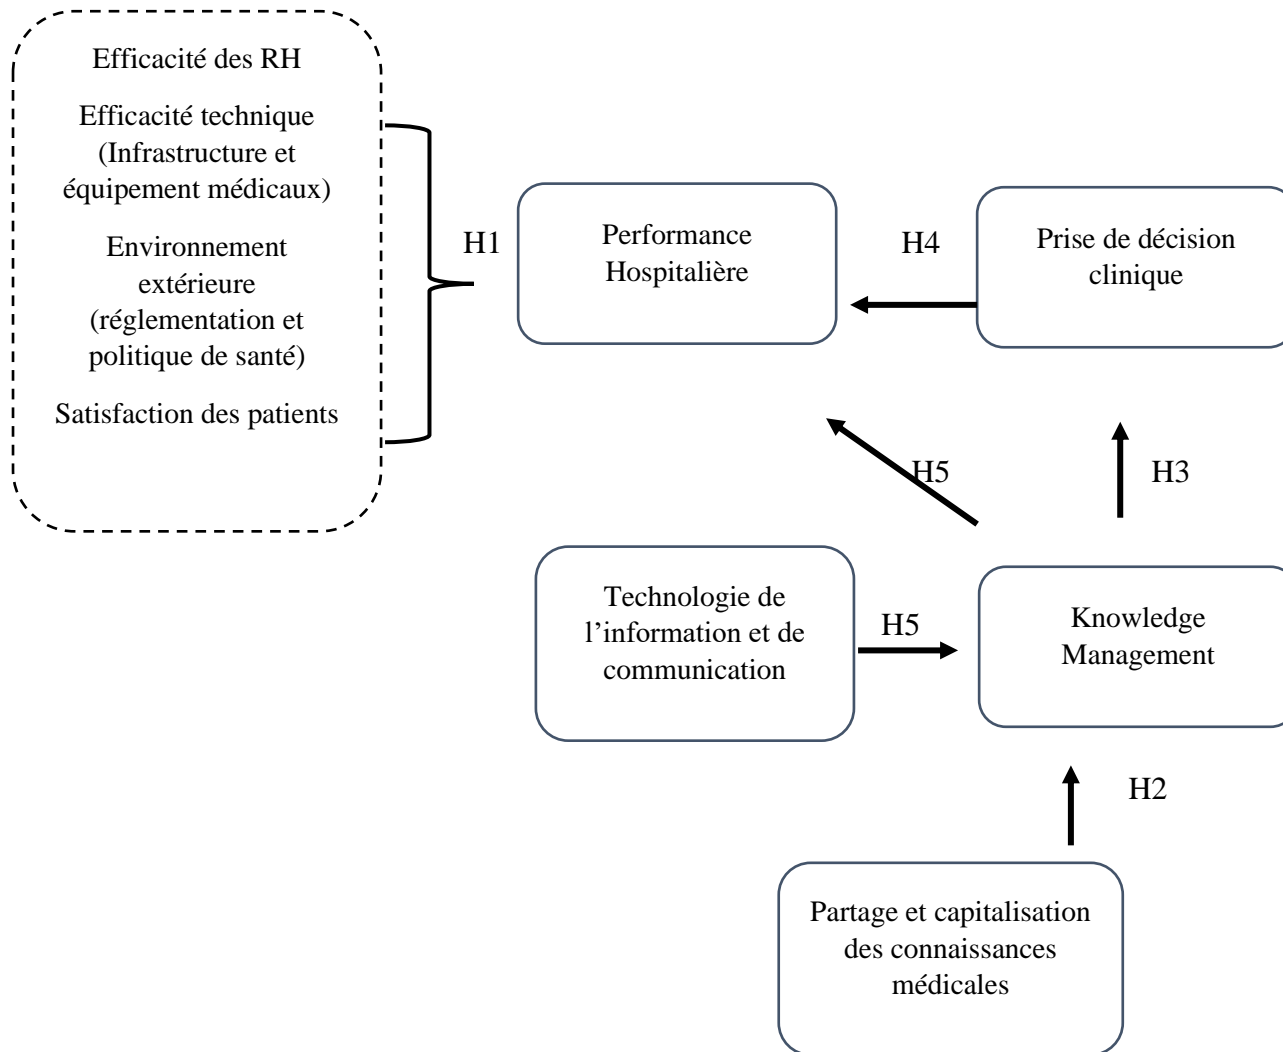 Efficacité des RH
Efficacité technique
(Infrastructure et
équipement médicaux)
Environnement
extérieure
(réglementation et
politique de santé)
Satisfaction des patients
H1
Performance
Hospitalière
H4
Prise de décision
clinique
H5
H3
Technologie de
l’information et de
communication
H5
Knowledge
Management
H2
Partage et capitalisation
des connaissances
médicales